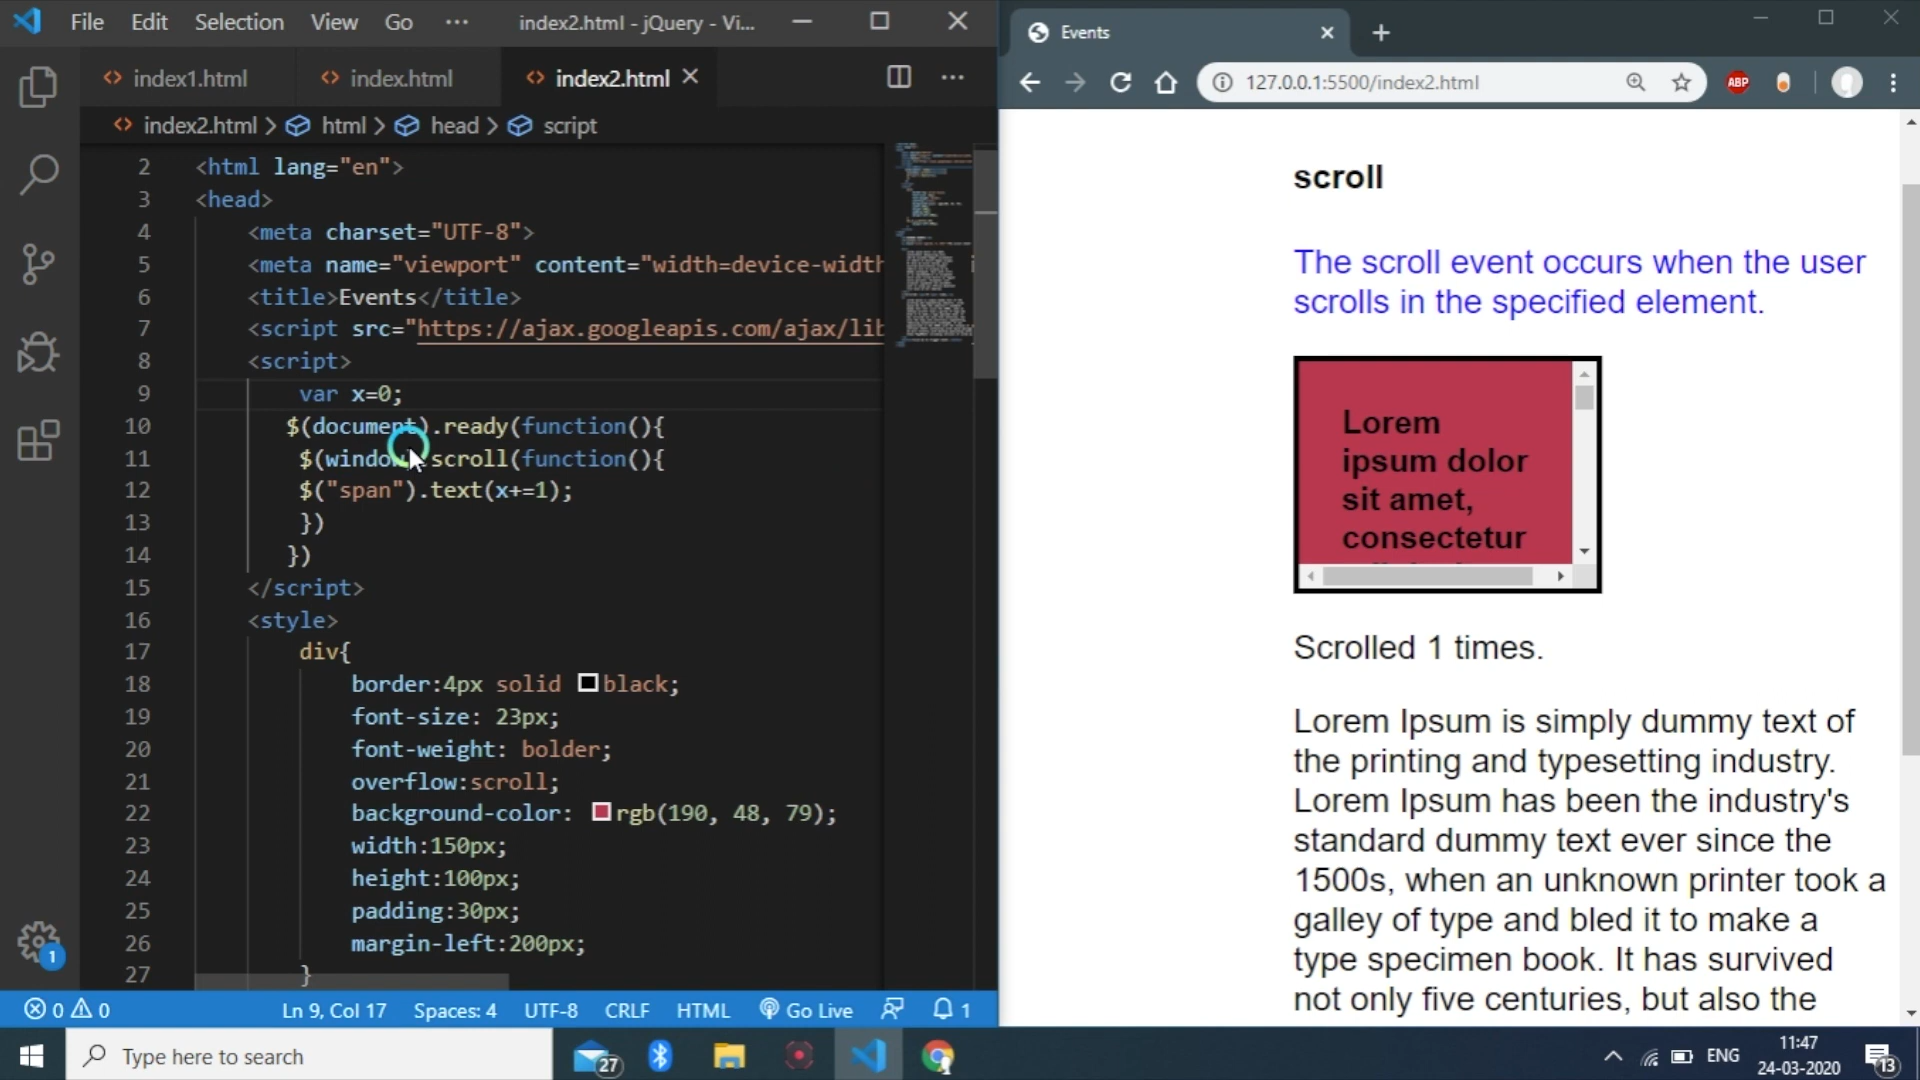 File Edit Selection View Go ··· index2.html - jQuery - Vi...
index1.html index.html index2.html
index2.html > html > head > script
2 <html lang="en">
3 <head>
4 <meta charset="UTF-8">
5 <meta name="viewport" content="width=device-width
6 <title>Events</title>
7 <script src="https://ajax.googleapis.com/ajax/lib
8 <script>
9 var x=0;
10 $(document).ready(function(){
11 $(window).scroll(function(){
12 $("span").text(x+=1);
13 })
14 })
15 </script>
16 <style>
17 div{
18 border:4px solid black;
19 font-size: 23px;
20 font-weight: bolder;
21 overflow:scroll;
22 background-color: rgb(190, 48, 79);
23 width:150px;
24 height:100px;
25 padding:30px;
26 margin-left:200px;
27 }
1
0 0 Ln 9, Col 17 Spaces: 4 UTF-8 CRLF HTML Go Live 1
Events
127.0.0.1:5500/index2.html ABP
scroll
The scroll event occurs when the user
scrolls in the specified element.
Lorem
ipsum dolor
sit amet,
consectetur
Scrolled 1 times.
Lorem Ipsum is simply dummy text of
the printing and typesetting industry.
Lorem Ipsum has been the industry's
standard dummy text ever since the
1500s, when an unknown printer took a
galley of type and bled it to make a
type specimen book. It has survived
not only five centuries, but also the
Type here to search 27 ENG 11:47
24-03-2020 13